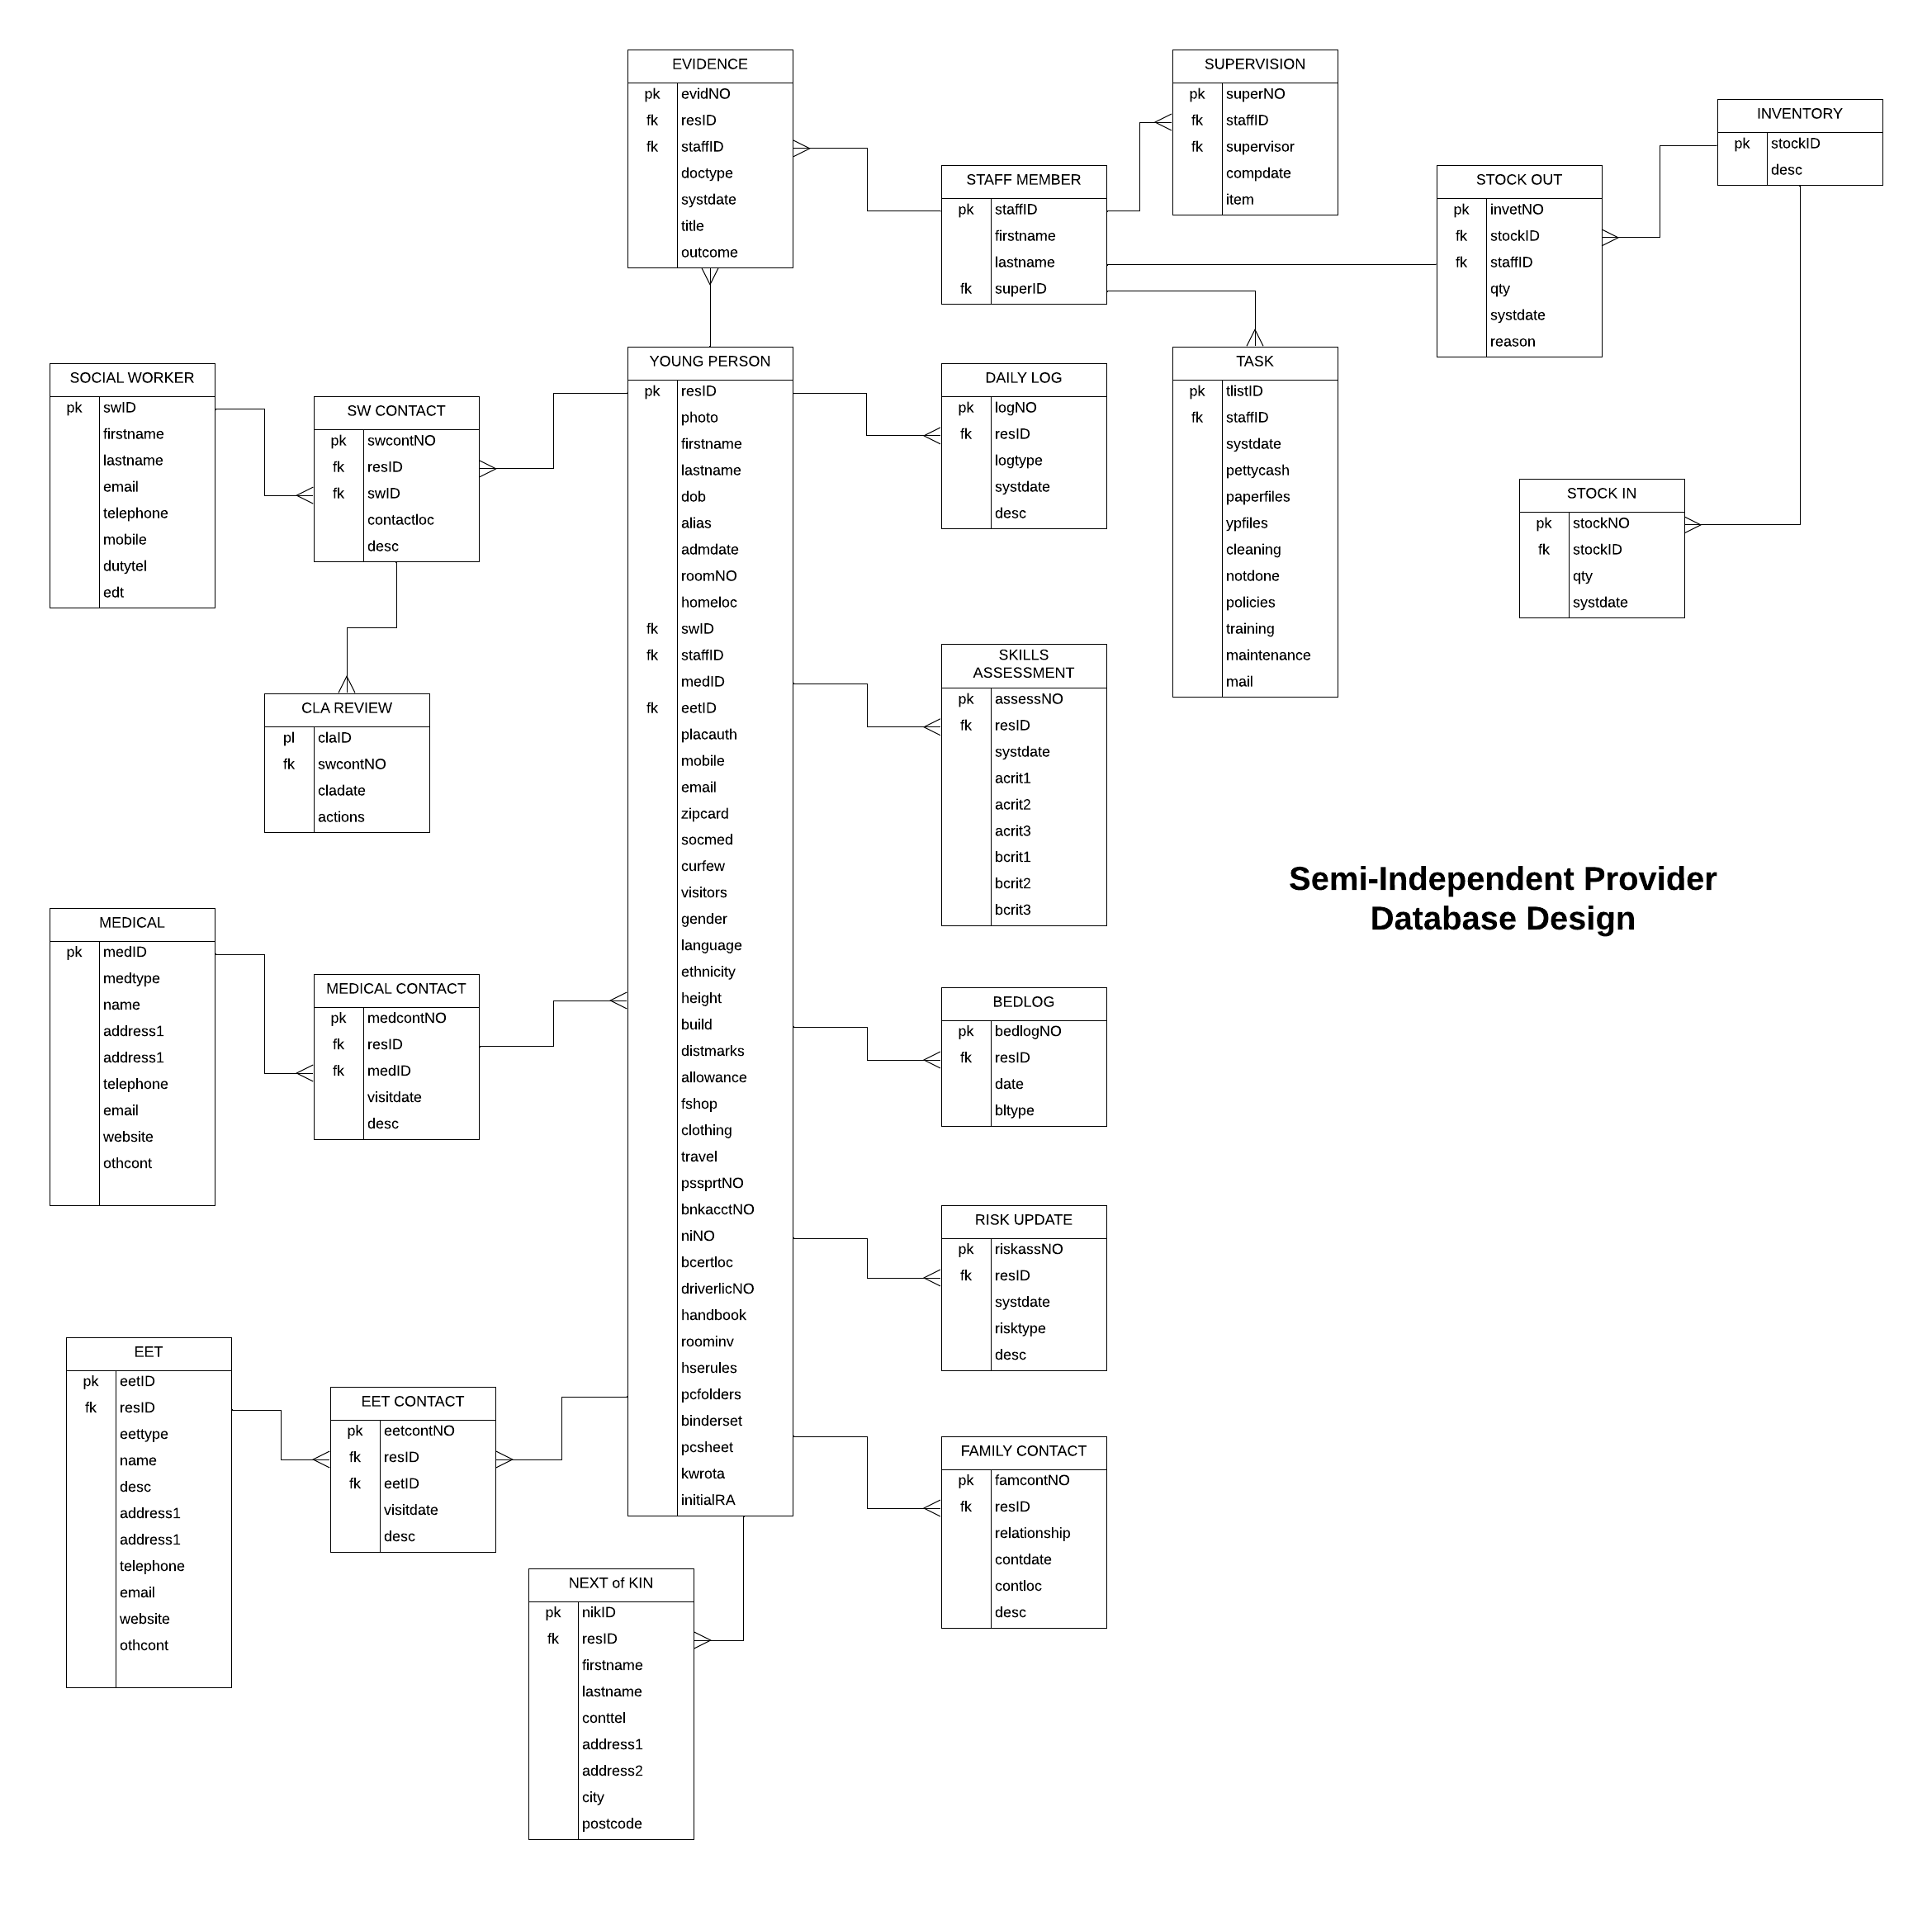 EVIDENCE
pk evidNO
fk resID
fk staffID
doctype
systdate
title
outcome
SUPERVISION
pk superNO
fk staffID
fk supervisor
compdate
item
INVENTORY
pk stockID
desc
STAFF MEMBER
pk staffID
firstname
lastname
fk superID
STOCK OUT
pk invetNO
fk stockID
fk staffID
qty
systdate
reason
SOCIAL WORKER
pk swID
firstname
lastname
email
telephone
mobile
dutytel
edt
SW CONTACT
pk swcontNO
fk resID
fk swID
contactloc
desc
YOUNG PERSON
pk resID
photo
firstname
lastname
dob
alias
admdate
roomNO
homeloc
fk swID
fk staffID
medID
fk eetID
placauth
mobile
email
zipcard
socmed
curfew
visitors
gender
language
ethnicity
height
build
distmarks
allowance
fshop
clothing
travel
pssprtNO
bnkacctNO
niNO
bcertloc
driverlicNO
handbook
roominv
hserules
pcfolders
binderset
pcsheet
kwrota
initialRA
DAILY LOG
pk logNO
fk resID
logtype
systdate
desc
TASK
pk tlistID
fk staffID
systdate
pettycash
paperfiles
ypfiles
cleaning
notdone
policies
training
maintenance
mail
STOCK IN
pk stockNO
fk stockID
qty
systdate
CLA REVIEW
pl claID
fk swcontNO
cladate
actions
SKILLS
ASSESSMENT
pk assessNO
fk resID
systdate
acrit1
acrit2
acrit3
bcrit1
bcrit2
bcrit3
Semi-Independent Provider
Database Design
MEDICAL
pk medID
medtype
name
address1
address1
telephone
email
website
othcont
MEDICAL CONTACT
pk medcontNO
fk resID
fk medID
visitdate
desc
BEDLOG
pk bedlogNO
fk resID
date
bltype
RISK UPDATE
pk riskassNO
fk resID
systdate
risktype
desc
EET
pk eetID
fk resID
eettype
name
desc
address1
address1
telephone
email
website
othcont
EET CONTACT
pk eetcontNO
fk resID
fk eetID
visitdate
desc
FAMILY CONTACT
pk famcontNO
fk resID
relationship
contdate
contloc
desc
NEXT of KIN
pk nikID
fk resID
firstname
lastname
conttel
address1
address2
city
postcode